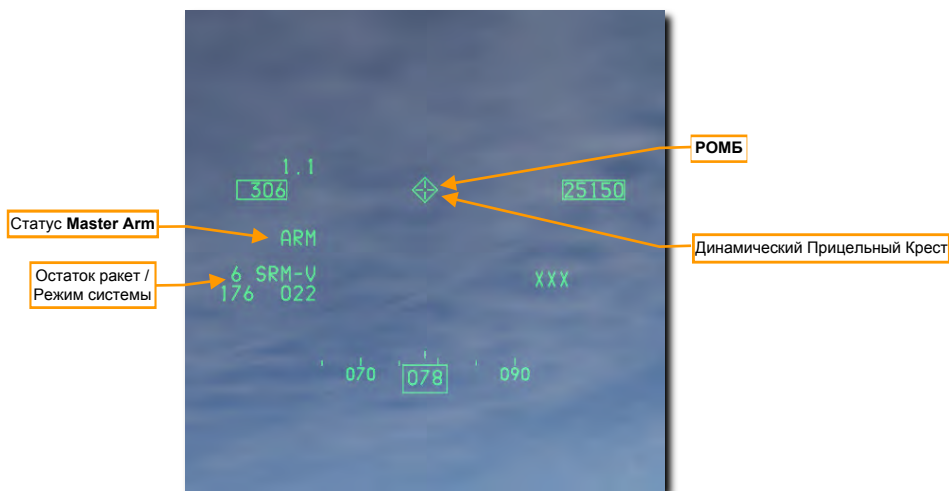 РОМБ
1.1
306
25150
Статус Master Arm
ARM
Динамический Прицельный Крест
Остаток ракет /
Режим системы
6 SRM-V
176 022
XXX
070 078 090